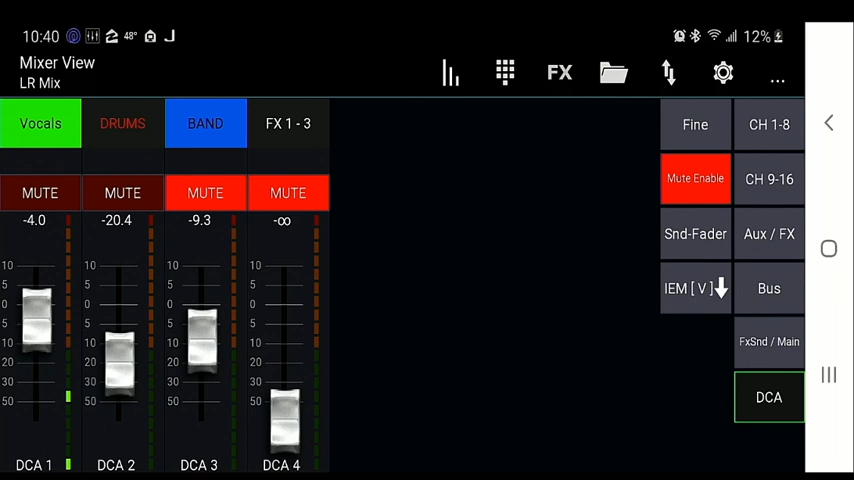 10:40 48° 12%
Mixer View
LR Mix
FX
...
Vocals DRUMS BAND FX 1 - 3
Fine CH 1-8
MUTE MUTE MUTE MUTE
Mute Enable CH 9-16
-4.0 -20.4 -9.3 -∞
Snd-Fader Aux / FX
10 10 10 10
5 5 5 5
IEM [ V ] Bus
0 0 0 0
5 5 5 5
10 10 10 10
FxSnd / Main
20 20 20 20
30 30 30 30
50 50 50 50
DCA
DCA 1 DCA 2 DCA 3 DCA 4